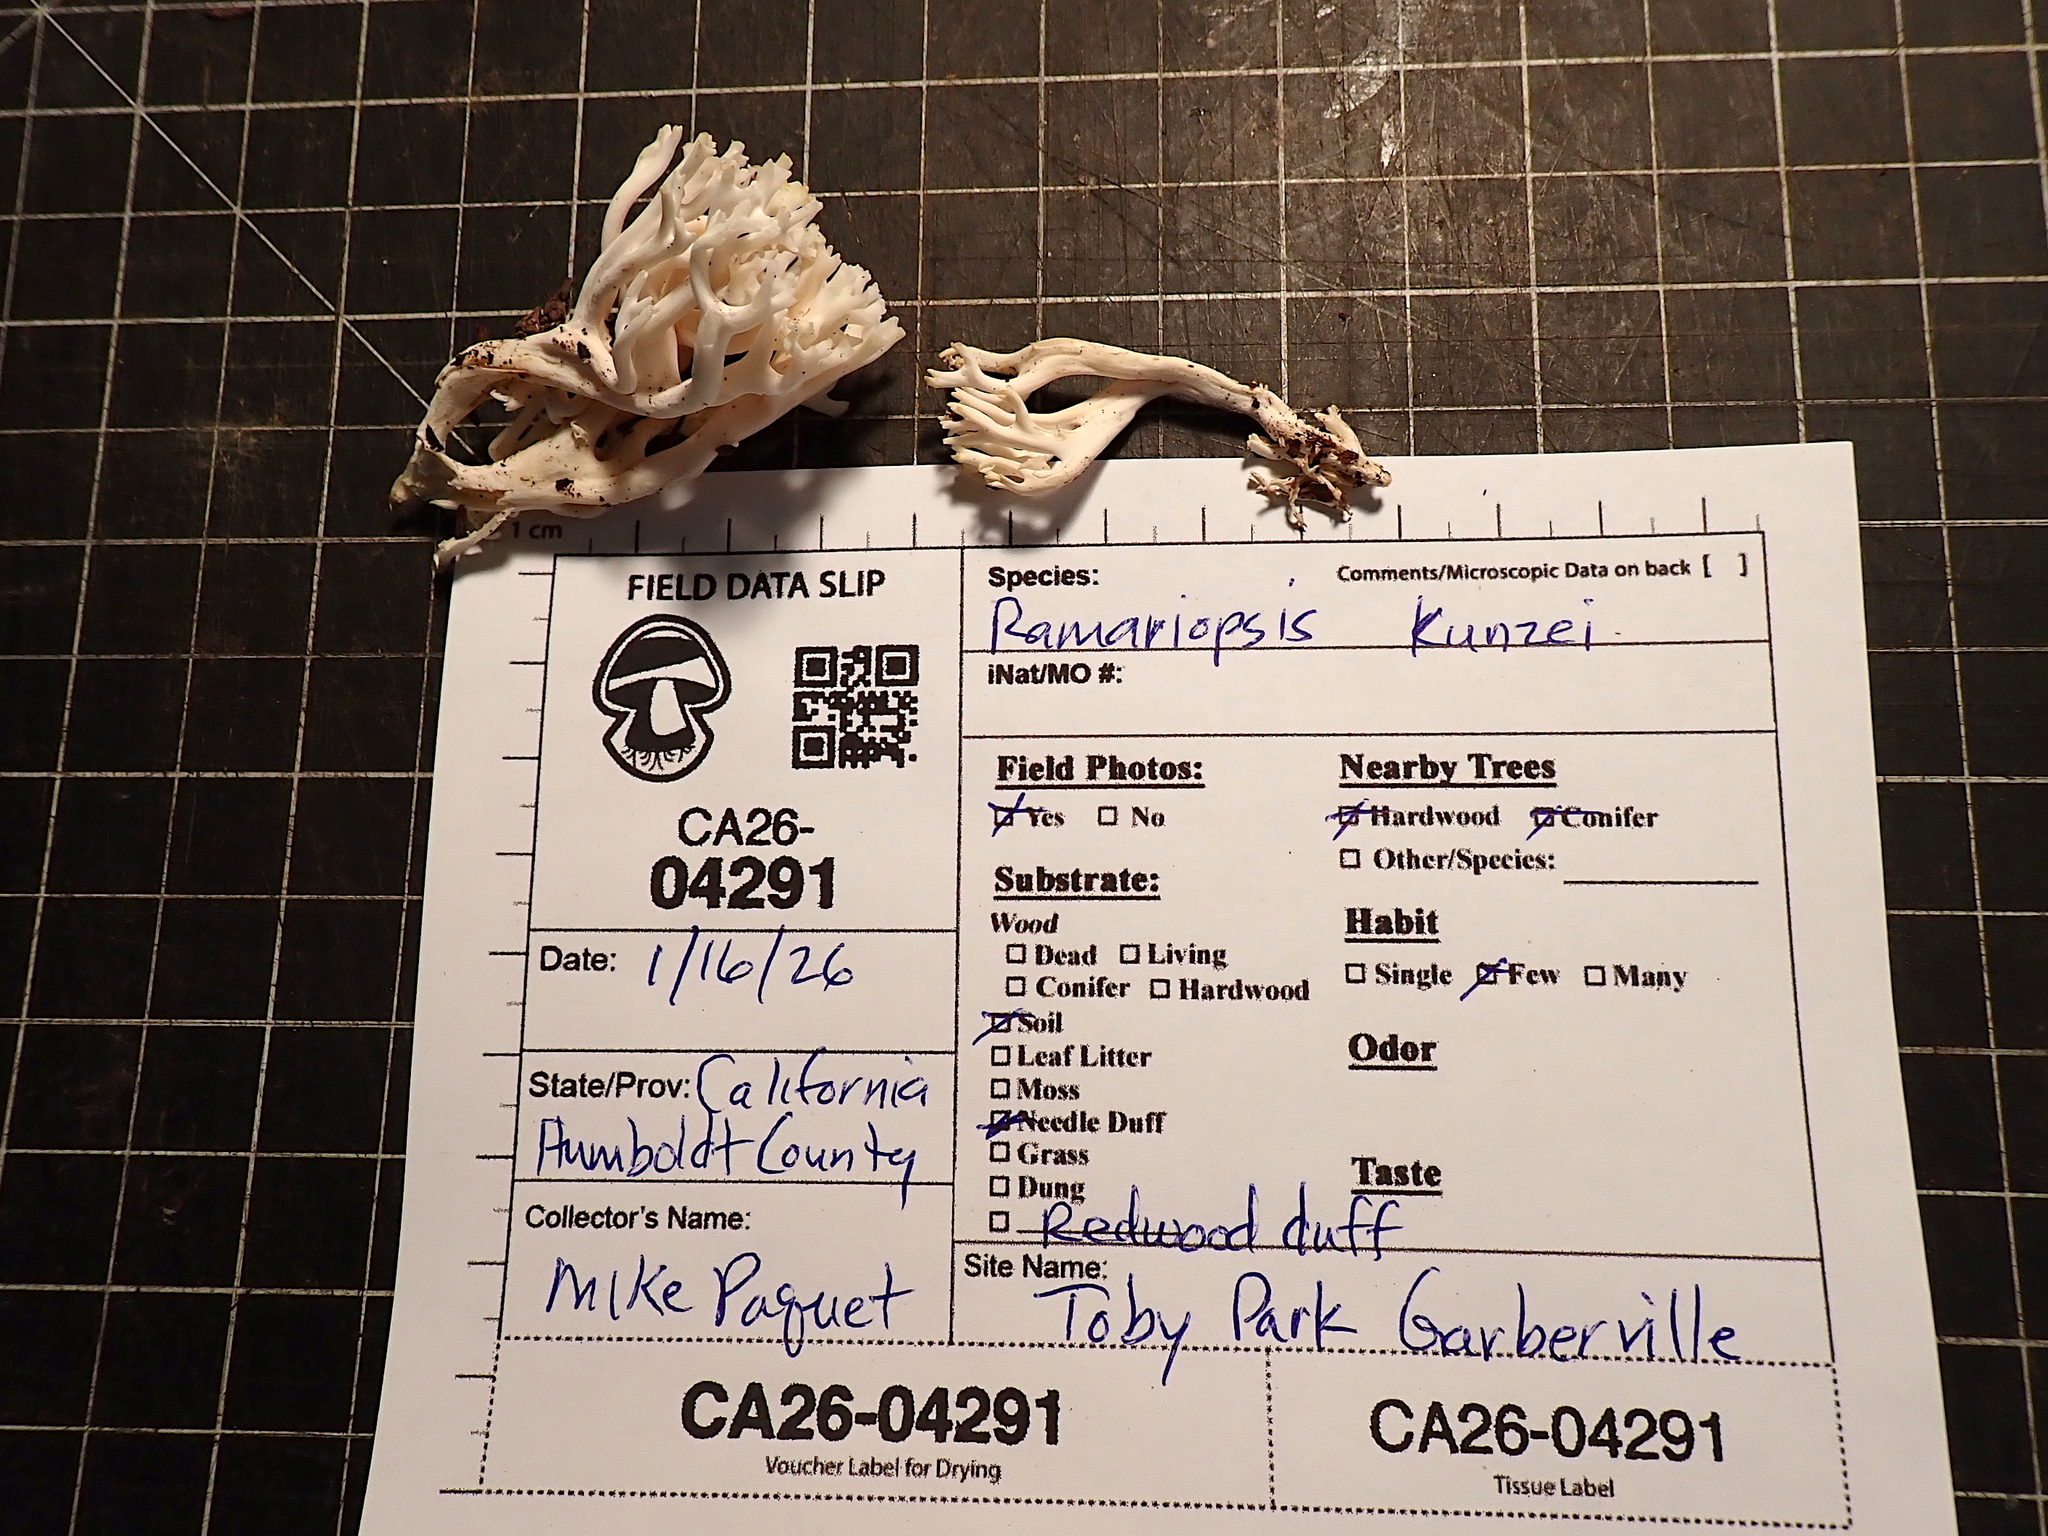 1 cm
FIELD DATA SLIP
CA26-
04291
Date: 1/16/26
State/Prov: California
Humboldt County
Collector's Name:
Mike Paquet
Species:
Comments/Microscopic Data on back [ ]
Ramariopsis Kunzei
iNat/MO #:
Field Photos:
Yes No
Substrate:
Wood
Dead Living
Conifer Hardwood
Soil
Leaf Litter
Moss
Needle Duff
Grass
Dung
Redwood duff
Nearby Trees
Hardwood Conifer
Other/Species:
Habit
Single Few Many
Odor
Taste
Site Name:
Toby Park Garberville
CA26-04291
Voucher Label for Drying
CA26-04291
Tissue Label